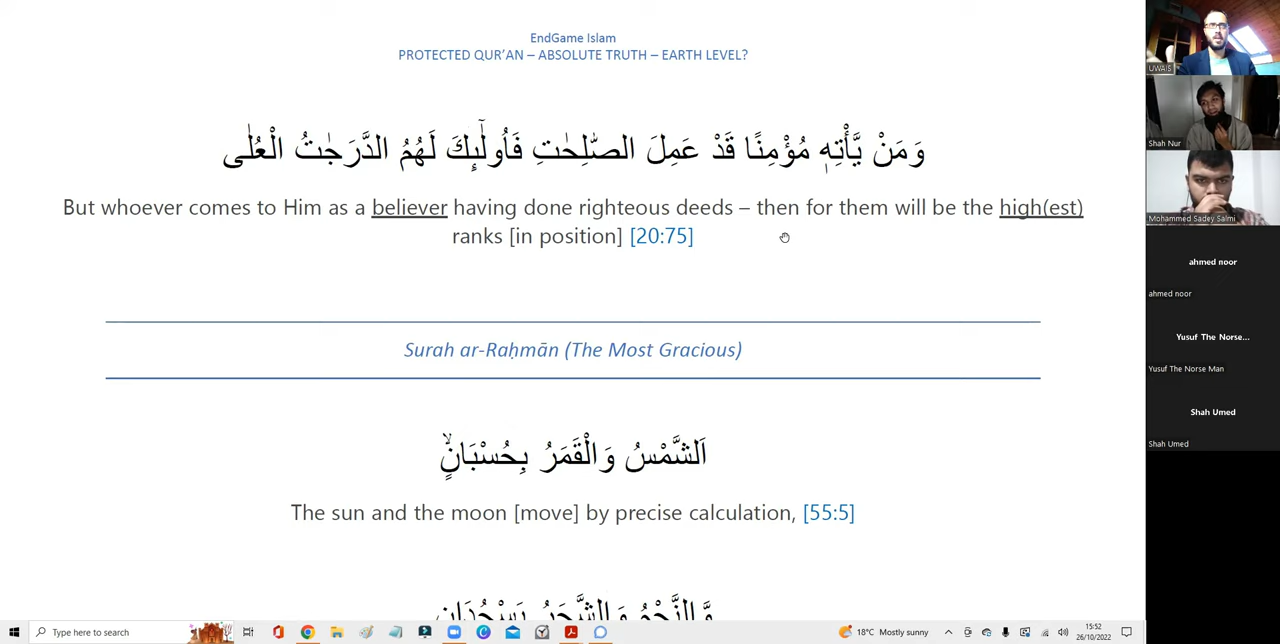 EndGame Islam
PROTECTED QUR'AN – ABSOLUTE TRUTH – EARTH LEVEL?
وَمَنْ يَّأْتِهٖ مُؤْمِنًا قَدْ عَمِلَ الصّٰلِحٰتِ فَاُولٰٓئِكَ لَهُمُ الدَّرَجٰتُ الْعُلٰى
But whoever comes to Him as a believer having done righteous deeds – then for them will be the high(est)
ranks [in position] [20:75]
Surah ar-Raḥmān (The Most Gracious)
اَلشَّمْسُ وَالْقَمَرُ بِحُسْبَانٍۙ
The sun and the moon [move] by precise calculation, [55:5]
وَّالنَّجْمُ وَالشَّجَرُ يَسْجُدَانِ
UWAIS
Shah Nur
Mohammed Sadey Salmi
ahmed noor
ahmed noor
Yusuf The Norse...
Yusuf The Norse Man
Shah Umed
Shah Umed
Type here to search
18°C Mostly sunny
15:52
26/10/2022